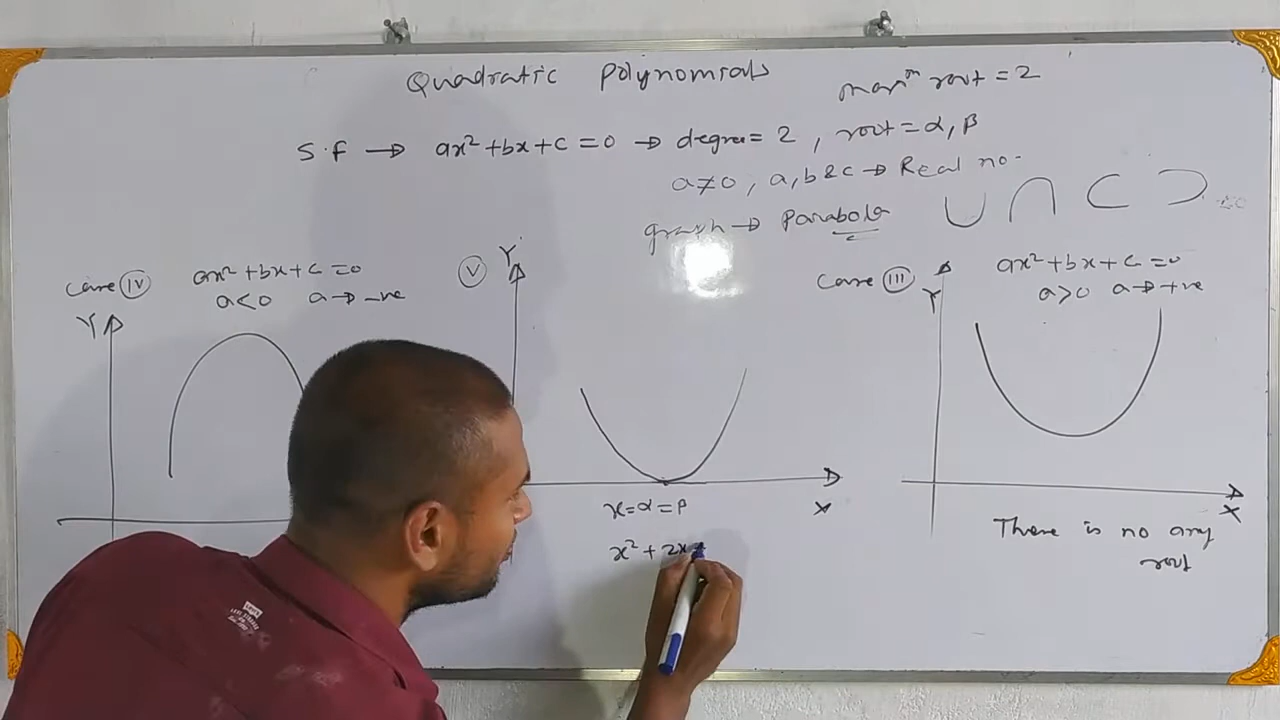 Quadratic Polynomials
maxm root = 2
S.f → ax² + bx + c = 0 → degree = 2 , root = α, β
a ≠ 0 , a, b & c → Real no.
graph → Parabola
Case IV
ax² + bx + c = 0
a < 0 a → -ve
Y
V
Y
X
x = α = β
x² + 2x
Case III
ax² + bx + c = 0
a > 0 a → +ve
Y
X
There is no any
root